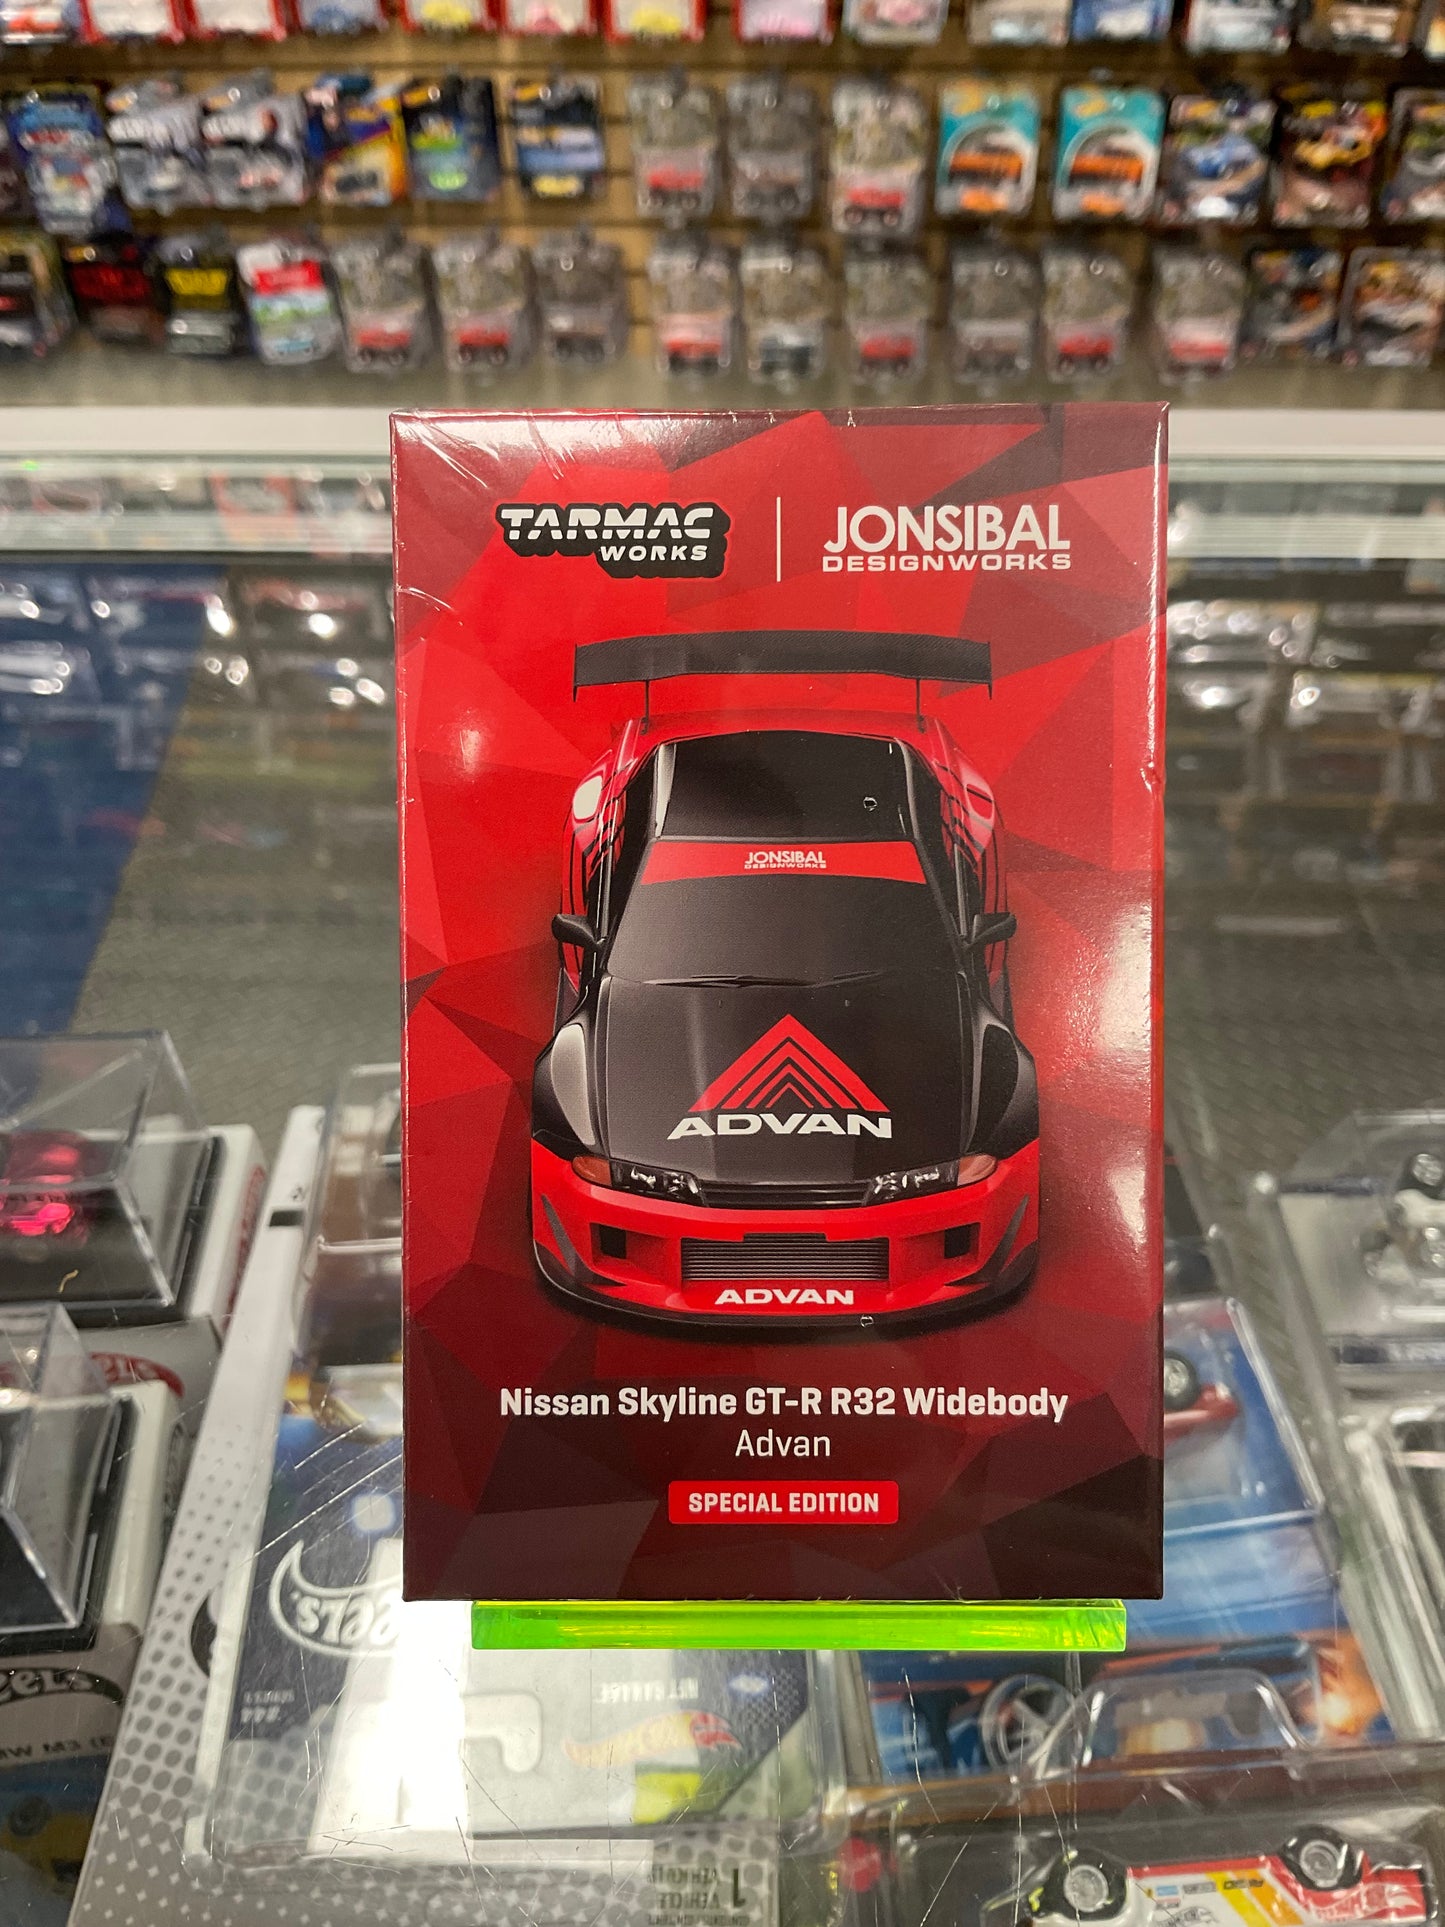 TARMAC
WORKS
JONSIBAL
DESIGNWORKS
JONSIBAL
DESIGNWORKS
ADVAN
ADVAN
Nissan Skyline GT-R R32 Widebody
Advan
SPECIAL EDITION